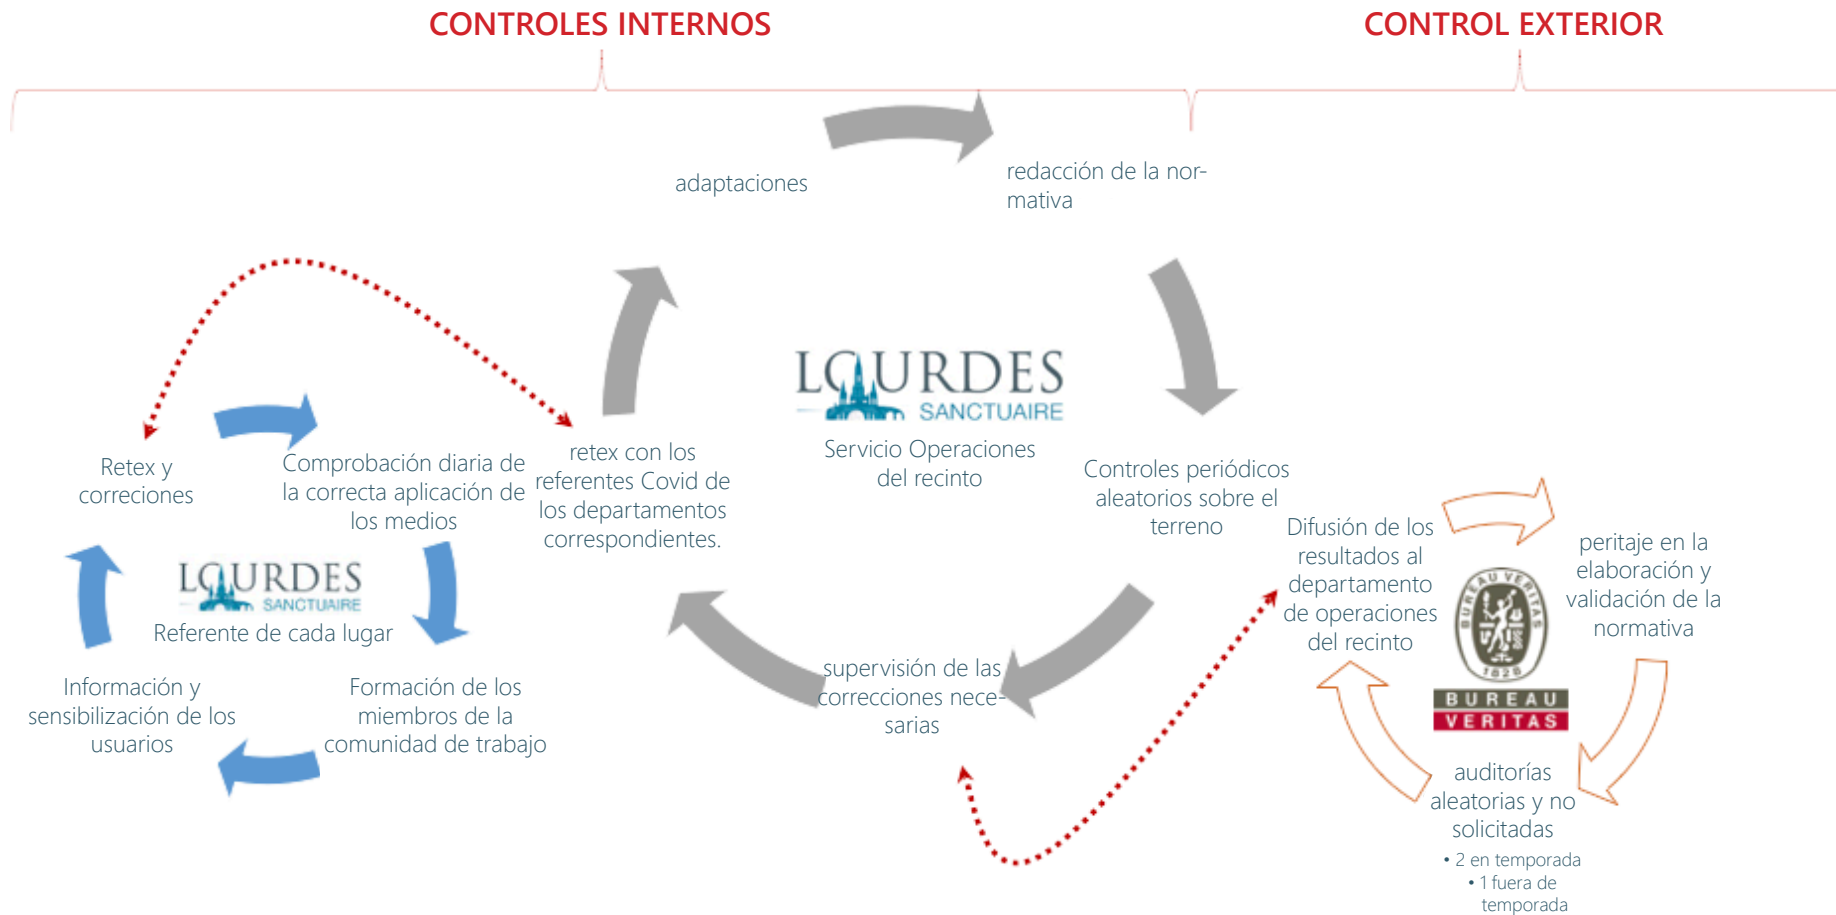 CONTROLES INTERNOS
CONTROL EXTERIOR
adaptaciones
redacción de la nor-
mativa
LOURDES
SANCTUAIRE
Servicio Operaciones
del recinto
Retex y
correciones
Comprobación diaria de
la correcta aplicación de
los medios
retex con los
referentes Covid de
los departamentos
correspondientes.
Controles periódicos
aleatorios sobre el
terreno
LOURDES
SANCTUAIRE
Referente de cada lugar
Información y
sensibilización de los
usuarios
Formación de los
miembros de la
comunidad de trabajo
supervisión de las
correcciones nece-
sarias
Difusión de los
resultados al
departamento
de operaciones
del recinto
peritaje en la
elaboración y
validación de la
normativa
BUREAU VERITAS
1828
BUREAU
VERITAS
auditorías
aleatorias y no
solicitadas
• 2 en temporada
• 1 fuera de
temporada